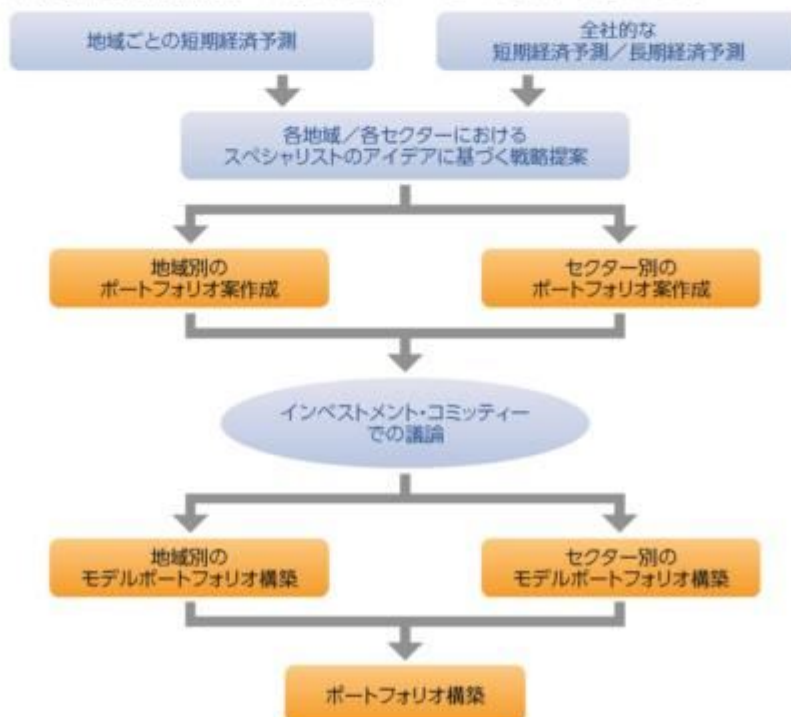 地域ごとの短期経済予測
全社的な
短期経済予測／長期経済予測
各地域／各セクターにおける
スペシャリストのアイデアに基づく戦略提案
地域別の
ポートフォリオ案作成
セクター別の
ポートフォリオ案作成
インベストメント・コミッティー
での議論
地域別の
モデルポートフォリオ構築
セクター別の
モデルポートフォリオ構築
ポートフォリオ構築